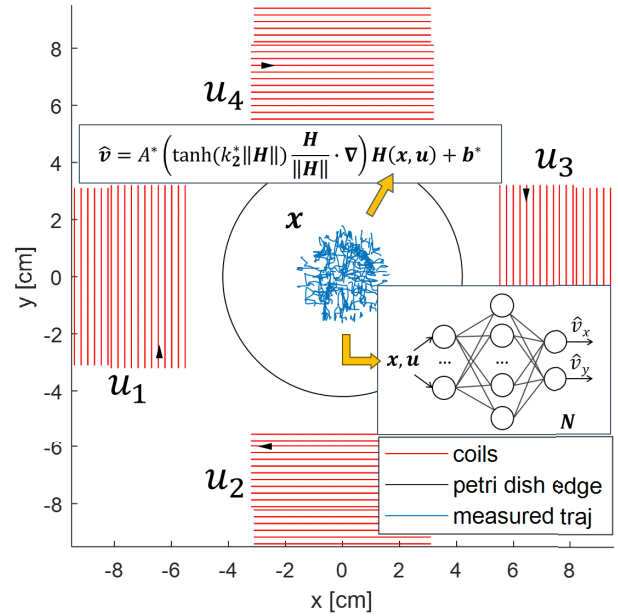 8
6
4
2
0
-2
-4
-6
-8
y [cm]
u₄
v̂ = A* (tanh(k₂*‖H‖) H/‖H‖ · ∇) H(x, u) + b*
u₃
x
u₁
x, u
...
...
v̂ₓ
v̂ᵧ
N
u₂
coils
petri dish edge
measured traj
-8
-6
-4
-2
0
2
4
6
8
x [cm]